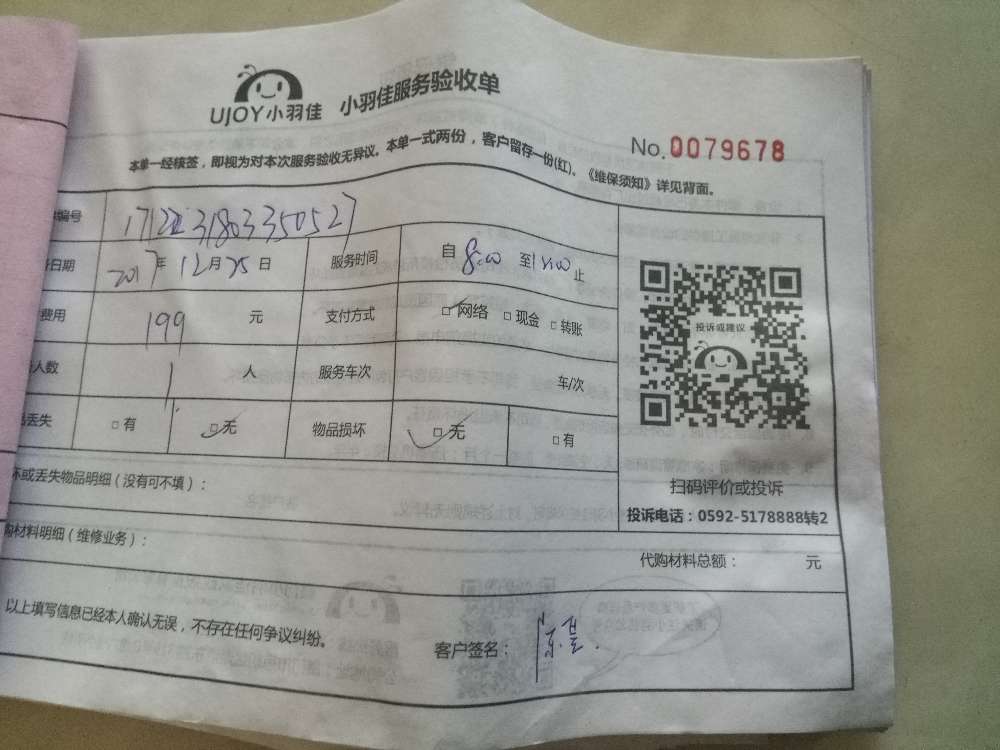 UJOY小羽佳 小羽佳服务验收单
No.0079678
本单一经核签，即视为对本次服务验收无异议。本单一式两份，客户留存一份(红)。《维保须知》详见背面。
编号
日期 2017年12月25日 服务时间 自8:00 至12:00止
费用 199 元 支付方式 □网络 □现金 □转账
人数 1 人 服务车次 车/次
丢失 □有 □无 物品损坏 □无 □有
投诉或建议
扫码评价或投诉
投诉电话：0592-5178888转2
坏或丢失物品明细（没有可不填）：
购材料明细（维修业务）：
代购材料总额： 元
以上填写信息已经本人确认无误，不存在任何争议纠纷。
客户签名：